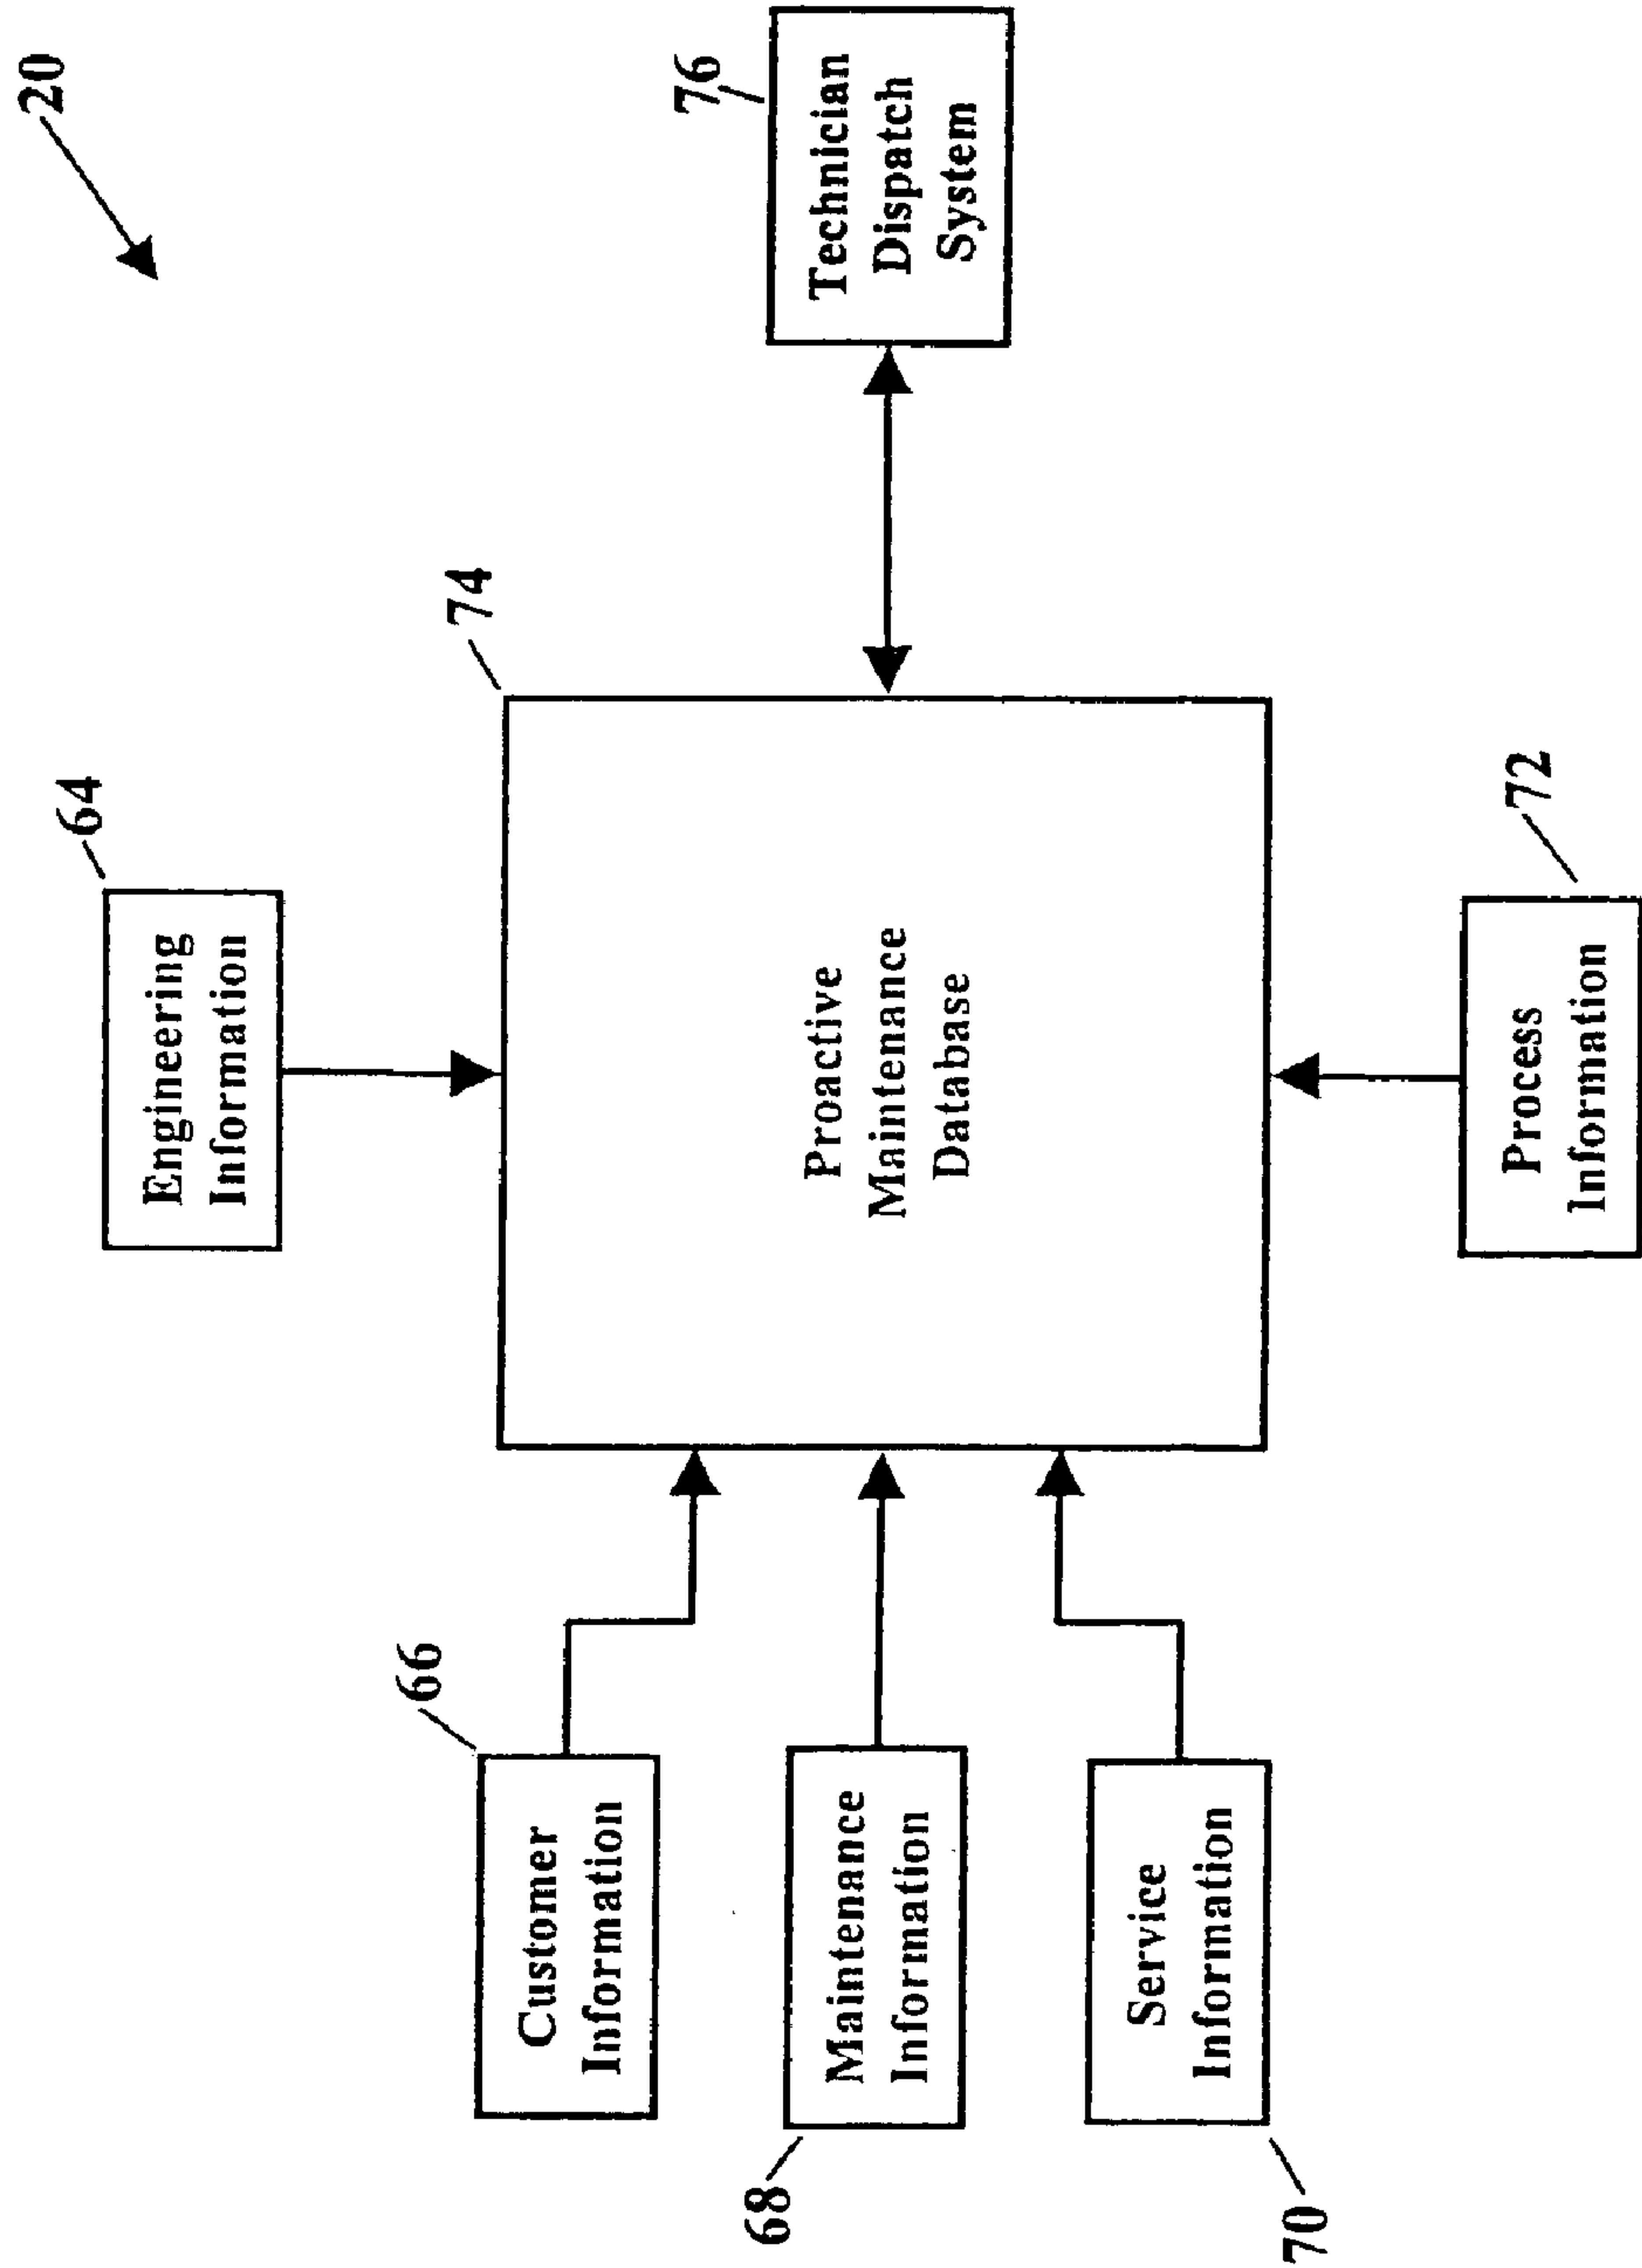 20
64
Engineering
Information
66
Customer
Information
74
Proactive
Maintenance
Database
76
Technician
Dispatch
System
68
Maintenance
Information
70
Service
Information
72
Process
Information